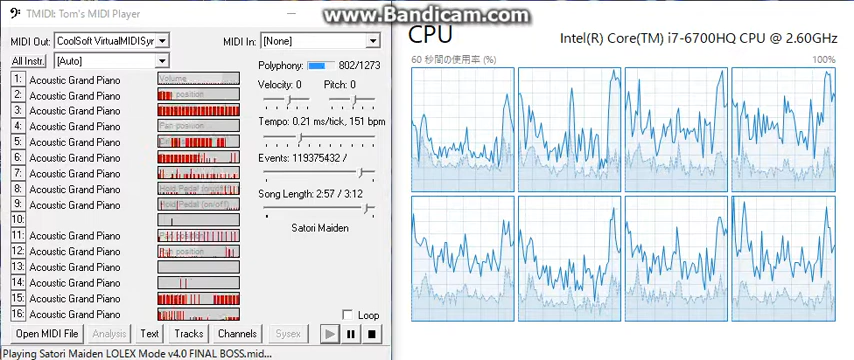 www.Bandicam.com
TMIDI: Tom's MIDI Player
MIDI Out: CoolSoft VirtualMIDISyn
MIDI In: [None]
All Instr. [Auto]
Polyphony: 802/1273
Velocity: 0 Pitch: 0
Tempo: 0.21 ms/tick, 151 bpm
Events: 119375432 /
Song Length: 2:57 / 3:12
Satori Maiden
Loop
1: Acoustic Grand Piano Volume
2: Acoustic Grand Piano position
3: Acoustic Grand Piano
4: Acoustic Grand Piano Pan position
5: Acoustic Grand Piano
6: Acoustic Grand Piano
7: Acoustic Grand Piano
8: Acoustic Grand Piano Hold Pedal (on/off)
9: Acoustic Grand Piano Hold Pedal (on/off)
10:
11: Acoustic Grand Piano
12: Acoustic Grand Piano Pan position
13: Acoustic Grand Piano
14: Acoustic Grand Piano
15: Acoustic Grand Piano
16: Acoustic Grand Piano
Open MIDI File Analysis Text Tracks Channels Sysex
Playing Satori Maiden LOLEX Mode v4.0 FINAL BOSS.mid...
CPU
Intel(R) Core(TM) i7-6700HQ CPU @ 2.60GHz
60 秒間の使用率 (%) 100%